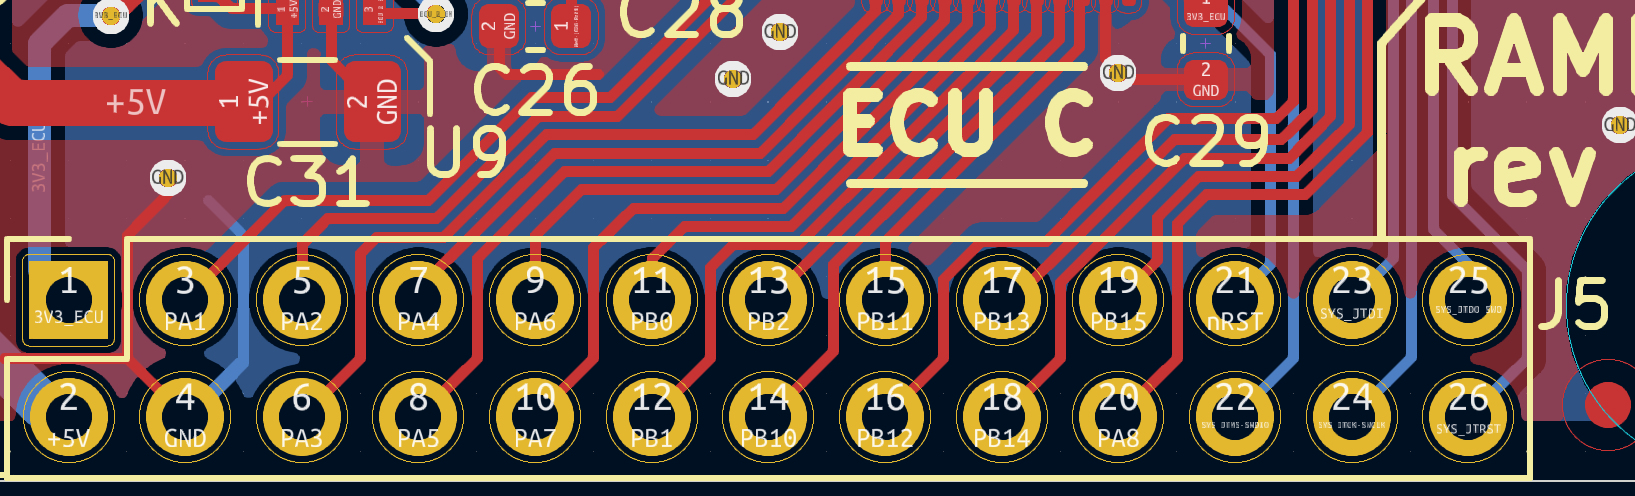 3V3_ECU
R
1
+5V
2
GND
3
2
GND
1
C28
GND
1
3V3_ECU
RAM
+5V
1
+5V
2
GND
C26
GND
GND
2
GND
ECU C
C29
GND
3V3_ECU
GND
C31
U9
rev
1
3V3_ECU
3
PA1
5
PA2
7
PA4
9
PA6
11
PB0
13
PB2
15
PB11
17
PB13
19
PB15
21
nRST
23
SYS_JTDI
25
SYS_JTDO SWO
J5
2
+5V
4
GND
6
PA3
8
PA5
10
PA7
12
PB1
14
PB10
16
PB12
18
PB14
20
PA8
22
SYS_JTMS-SWDIO
24
SYS_JTCK-SWCLK
26
SYS_JTRST